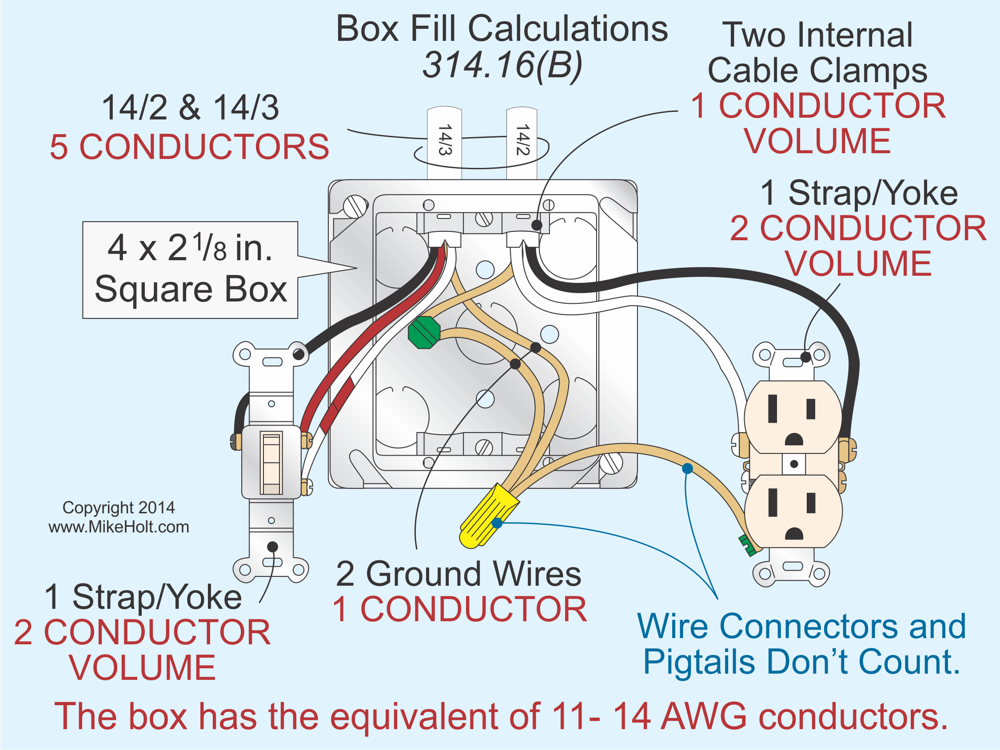 Box Fill Calculations
314.16(B)
Two Internal
Cable Clamps
1 CONDUCTOR
VOLUME
14/2 & 14/3
5 CONDUCTORS
14/3
14/2
1 Strap/Yoke
2 CONDUCTOR
VOLUME
4 x 2 1/8 in.
Square Box
Copyright 2014
www.MikeHolt.com
1 Strap/Yoke
2 CONDUCTOR
VOLUME
2 Ground Wires
1 CONDUCTOR
Wire Connectors and
Pigtails Don’t Count.
The box has the equivalent of 11- 14 AWG conductors.